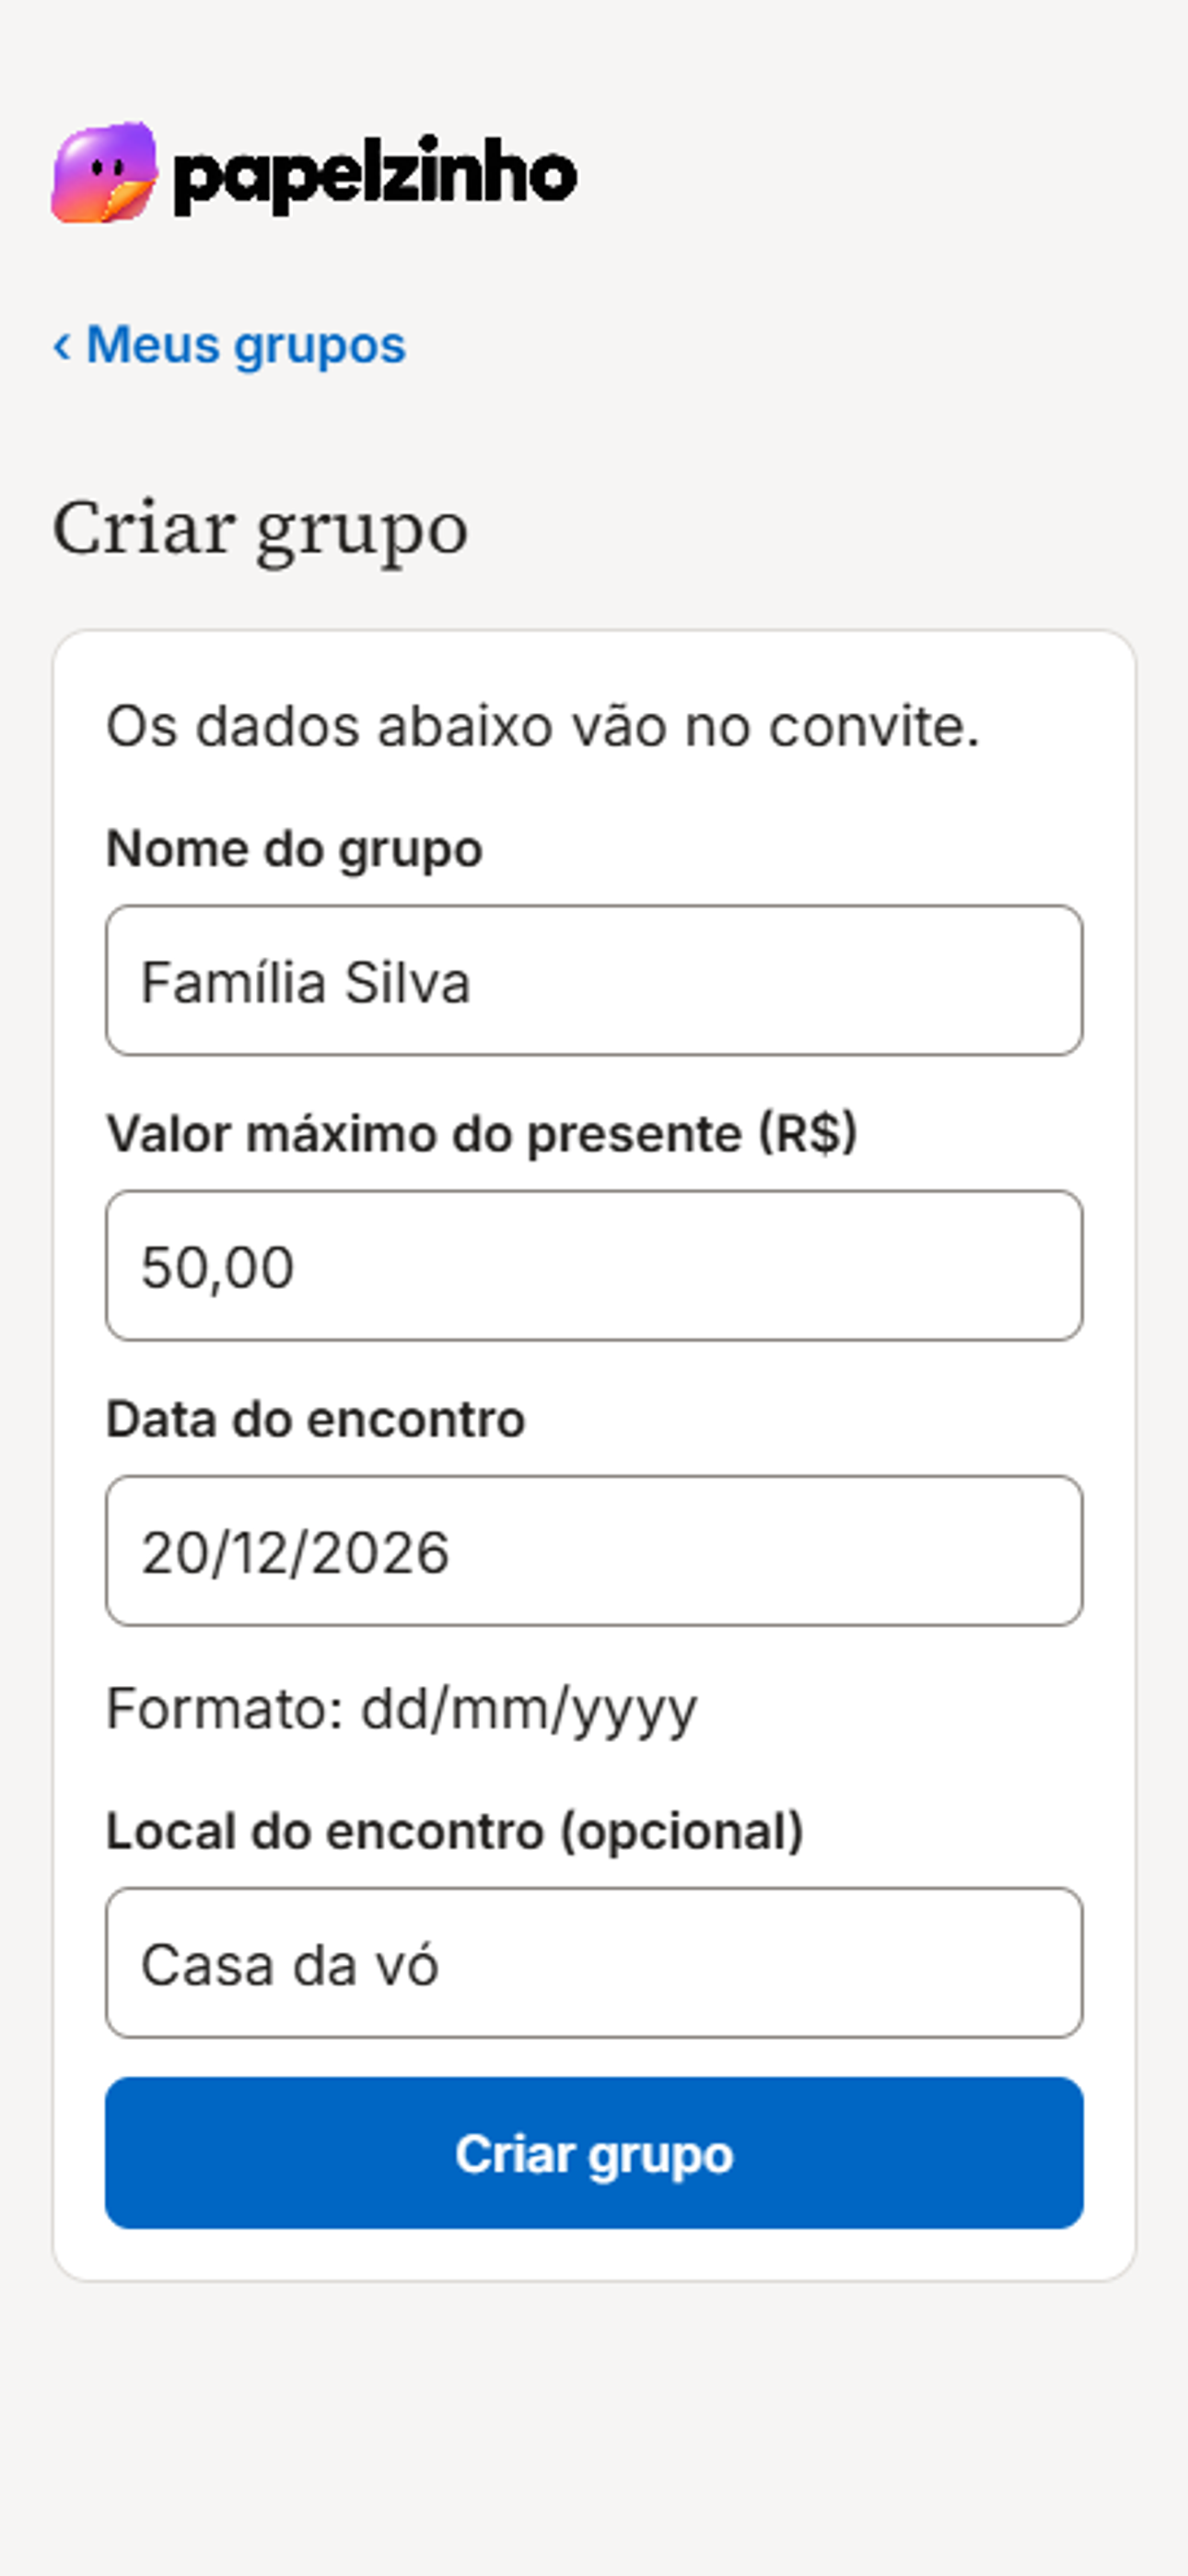 papelzinho
‹ Meus grupos
Criar grupo
Os dados abaixo vão no convite.
Nome do grupo
Família Silva
Valor máximo do presente (R$)
50,00
Data do encontro
20/12/2026
Formato: dd/mm/yyyy
Local do encontro (opcional)
Casa da vó
Criar grupo